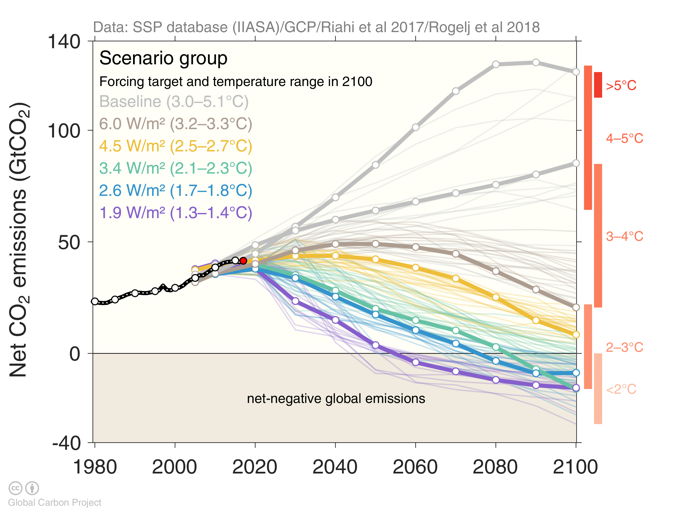 Data: SSP database (IIASA)/GCP/Riahi et al 2017/Rogelj et al 2018
140
100
50
0
-40
Net CO2 emissions (GtCO2)
Scenario group
Forcing target and temperature range in 2100
Baseline (3.0–5.1°C)
6.0 W/m² (3.2–3.3°C)
4.5 W/m² (2.5–2.7°C)
3.4 W/m² (2.1–2.3°C)
2.6 W/m² (1.7–1.8°C)
1.9 W/m² (1.3–1.4°C)
>5°C
4–5°C
3–4°C
2–3°C
<2°C
net-negative global emissions
1980 2000 2020 2040 2060 2080 2100
cc
Global Carbon Project